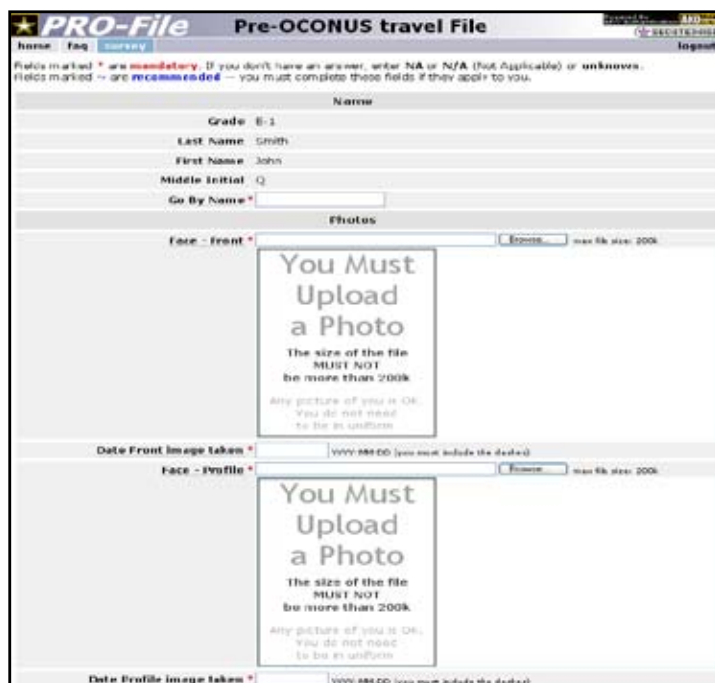 PRO-File Pre-OCONUS travel File
Powered By AKO
home faq survey logout
Fields marked * are mandatory. If you don't have an answer, enter NA or N/A (Not Applicable) or unknown.
Fields marked ~ are recommended -- you must complete these fields if they apply to you.
Name
Grade E-1
Last Name Smith
First Name John
Middle Initial Q
Go By Name *
Photos
Face - Front * Browse... max file size: 200k
You Must
Upload
a Photo
The size of the file
MUST NOT
be more than 200k
Any picture of you is OK.
You do not need
to be in uniform
Date Front image taken * YYYY-MM-DD (you must include the dashes)
Face - Profile * Browse... max file size: 200k
You Must
Upload
a Photo
The size of the file
MUST NOT
be more than 200k
Any picture of you is OK.
You do not need
to be in uniform
Date Profile image taken * YYYY-MM-DD (you must include the dashes)